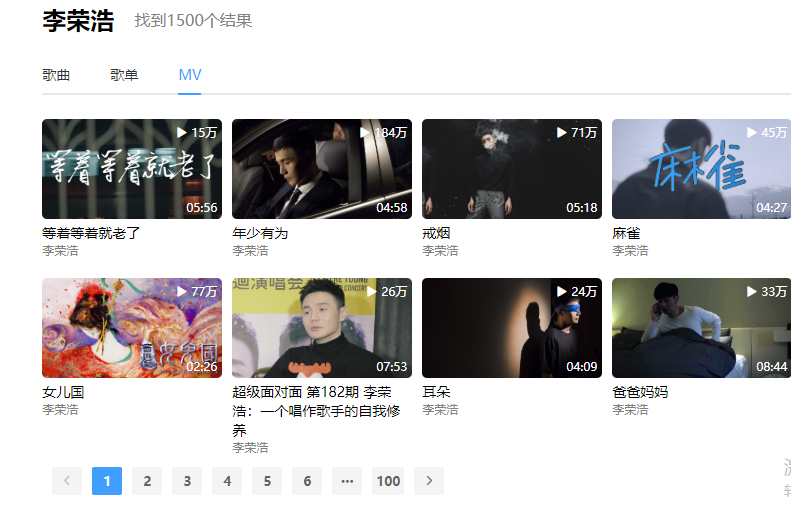 李荣浩 找到1500个结果
歌曲 歌单 MV
15万 184万 71万 45万
等着等着就老了 麻雀
05:56 04:58 05:18 04:27
等着等着就老了 年少有为 戒烟 麻雀
李荣浩 李荣浩 李荣浩 李荣浩
77万 26万 24万 33万
迴演唱会
女兒國
02:26 07:53 04:09 08:44
女儿国 超级面对面 第182期 李荣 耳朵 爸爸妈妈
李荣浩 浩：一个唱作歌手的自我修 李荣浩 李荣浩
养
李荣浩
1 2 3 4 5 6 ··· 100